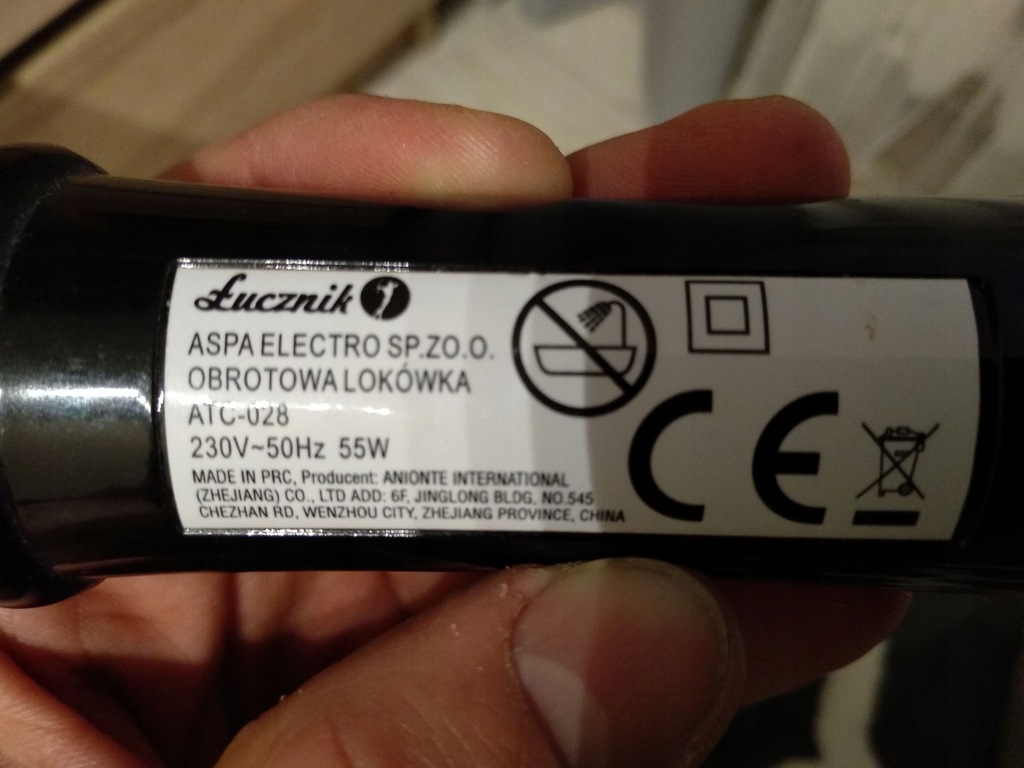 Łucznik
ASPA ELECTRO SP.ZO.O.
OBROTOWA LOKÓWKA
ATC-028
230V~50Hz 55W
MADE IN PRC, Producent: ANIONTE INTERNATIONAL
(ZHEJIANG) CO., LTD ADD: 6F, JINGLONG BLDG, NO.545
CHEZHAN RD, WENZHOU CITY, ZHEJIANG PROVINCE, CHINA
CE